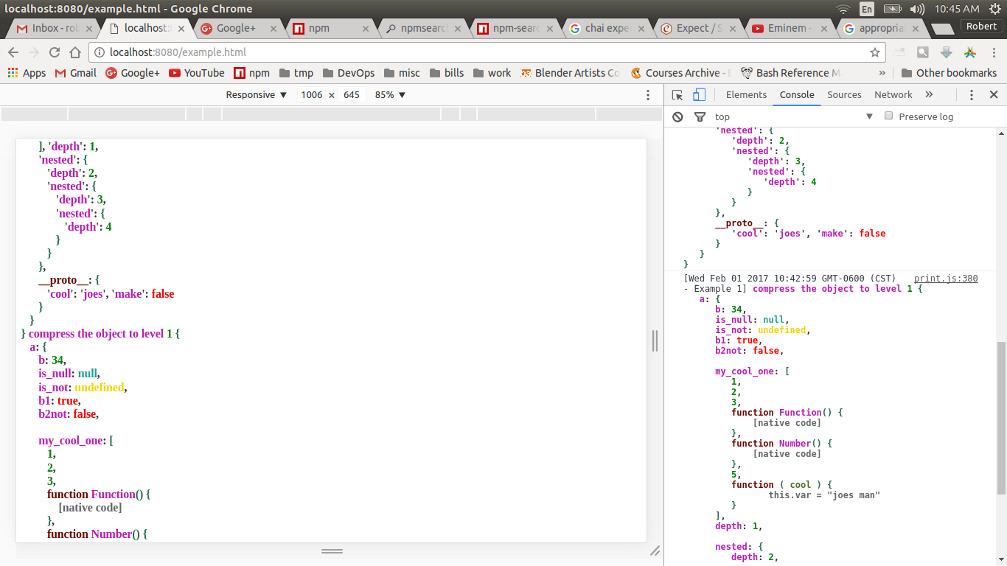 localhost:8080/example.html - Google Chrome
En
10:45 AM
Inbox - ro
localhost:
Google+
npm
npmsearc
npm-sear
chai expe
Expect / S
Eminem -
appropria
Robert
localhost:8080/example.html
Apps
Gmail
Google+
YouTube
npm
tmp
DevOps
misc
bills
work
Blender Artists Co
Courses Archive -
Bash Reference M
»
Other bookmarks
Responsive ▼ 1006 × 645 85% ▼
Elements Console Sources Network »
top ▼ Preserve log
], 'depth': 1,
'nested': {
'depth': 2,
'nested': {
'depth': 3,
'nested': {
'depth': 4
}
}
},
__proto__: {
'cool': 'joes', 'make': false
}
}
} compress the object to level 1 {
a: {
b: 34,
is_null: null,
is_not: undefined,
b1: true,
b2not: false,
my_cool_one: [
1,
2,
3,
function Function() {
[native code]
},
function Number() {
'nested': {
'depth': 2,
'nested': {
'depth': 3,
'nested': {
'depth': 4
}
}
},
__proto__: {
'cool': 'joes', 'make': false
}
}
}
[Wed Feb 01 2017 10:42:59 GMT-0600 (CST) print.js:380
- Example 1] compress the object to level 1 {
a: {
b: 34,
is_null: null,
is_not: undefined,
b1: true,
b2not: false,
my_cool_one: [
1,
2,
3,
function Function() {
[native code]
},
function Number() {
[native code]
},
5,
function ( cool ) {
this.var = "joes man"
}
],
depth: 1,
nested: {
depth: 2,